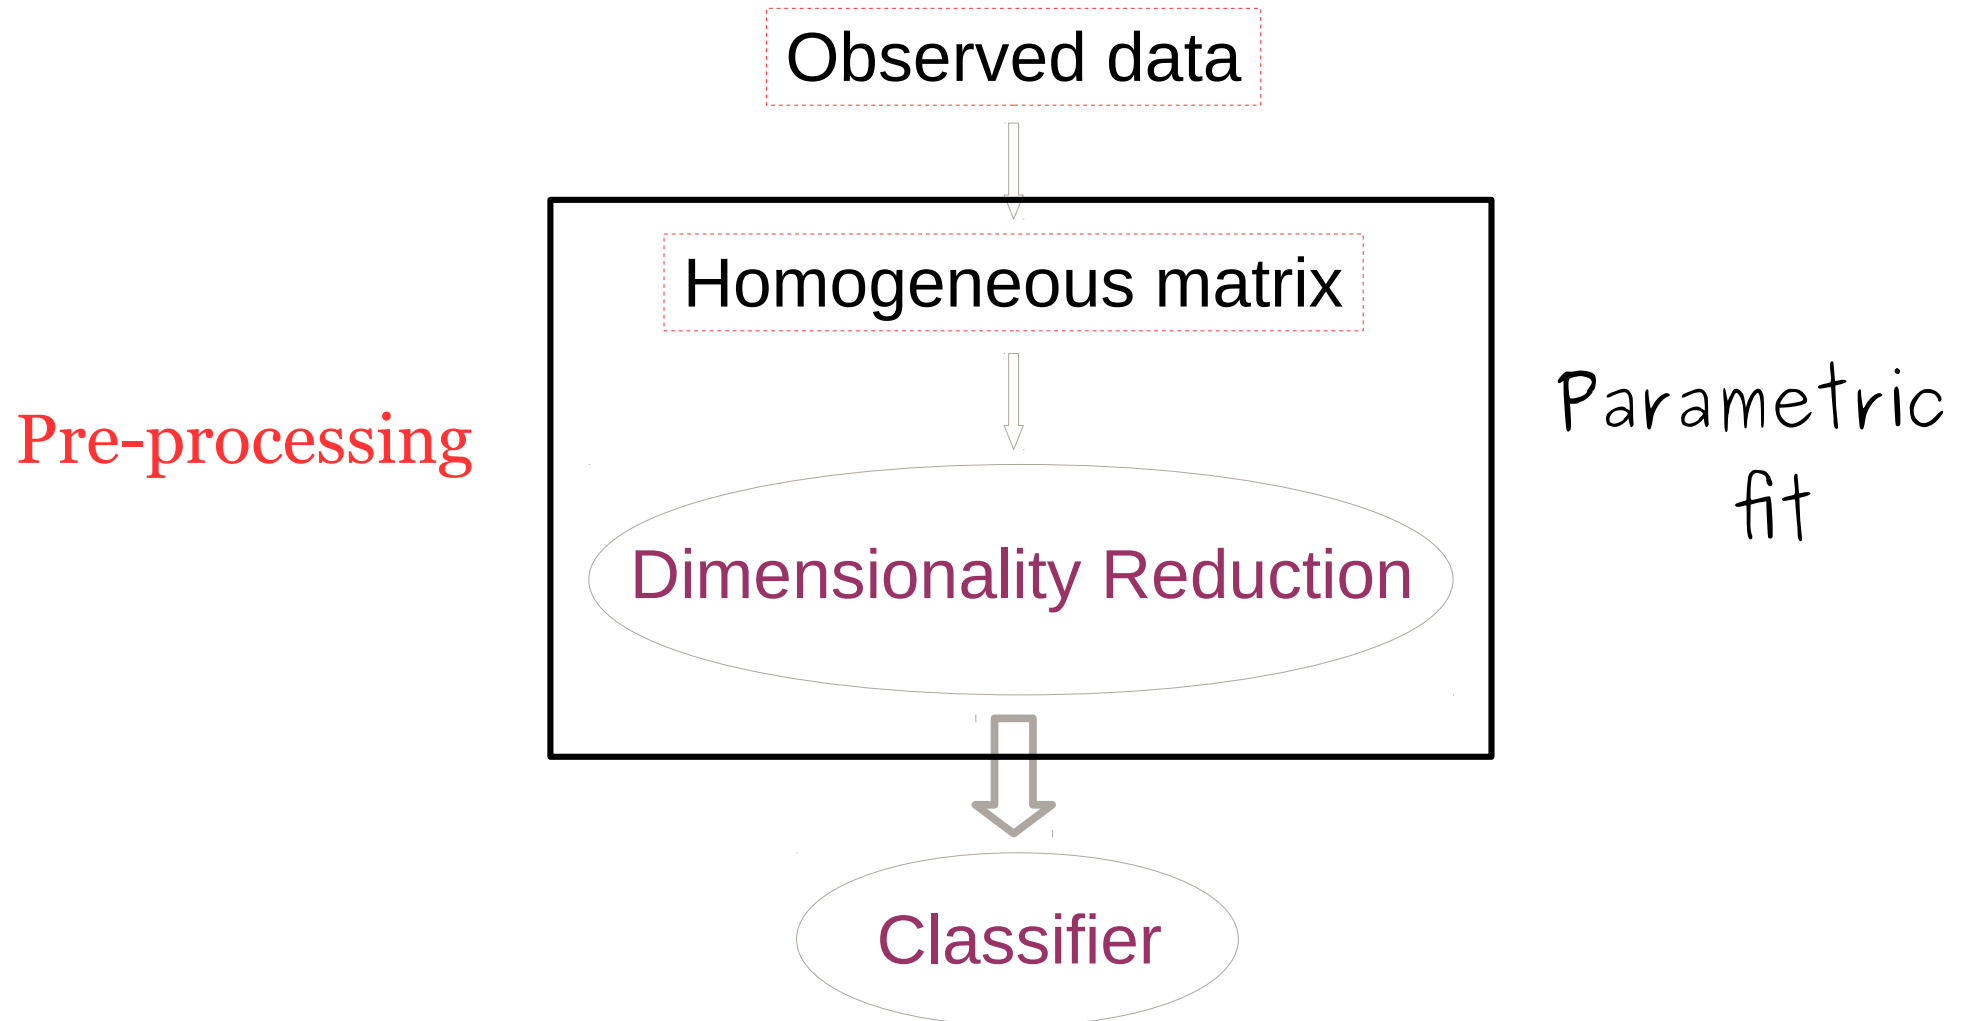 Observed data
Homogeneous matrix
Pre-processing
Parametric
fit
Dimensionality Reduction
Classifier